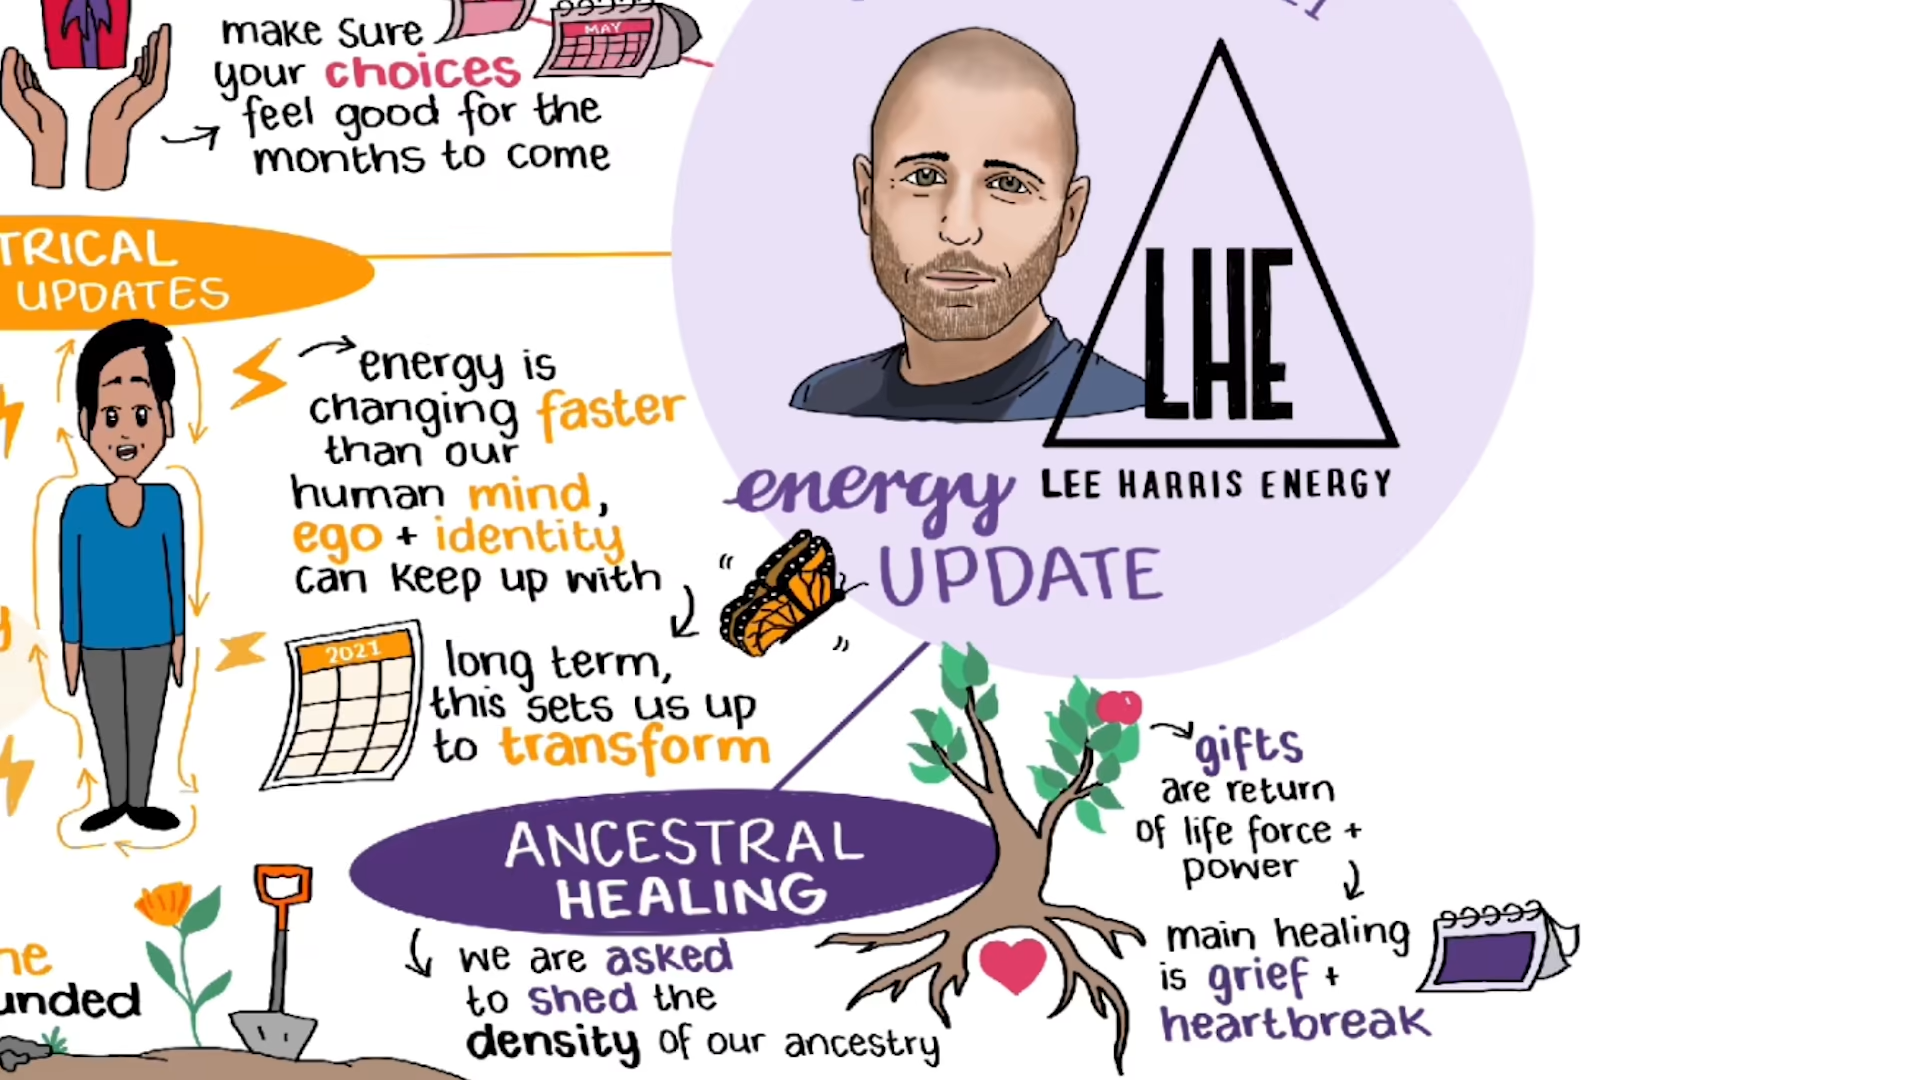 make sure
your choices
feel good for the
months to come
MAY
TRICAL
UPDATES
energy is
changing faster
than our
human mind,
ego + identity
can keep up with
2021
long term,
this sets us up
to transform
LHE
LEE HARRIS ENERGY
energy
UPDATE
ANCESTRAL
HEALING
we are asked
to shed the
density of our ancestry
gifts
are return
of life force +
power
main healing
is grief +
heartbreak
unded